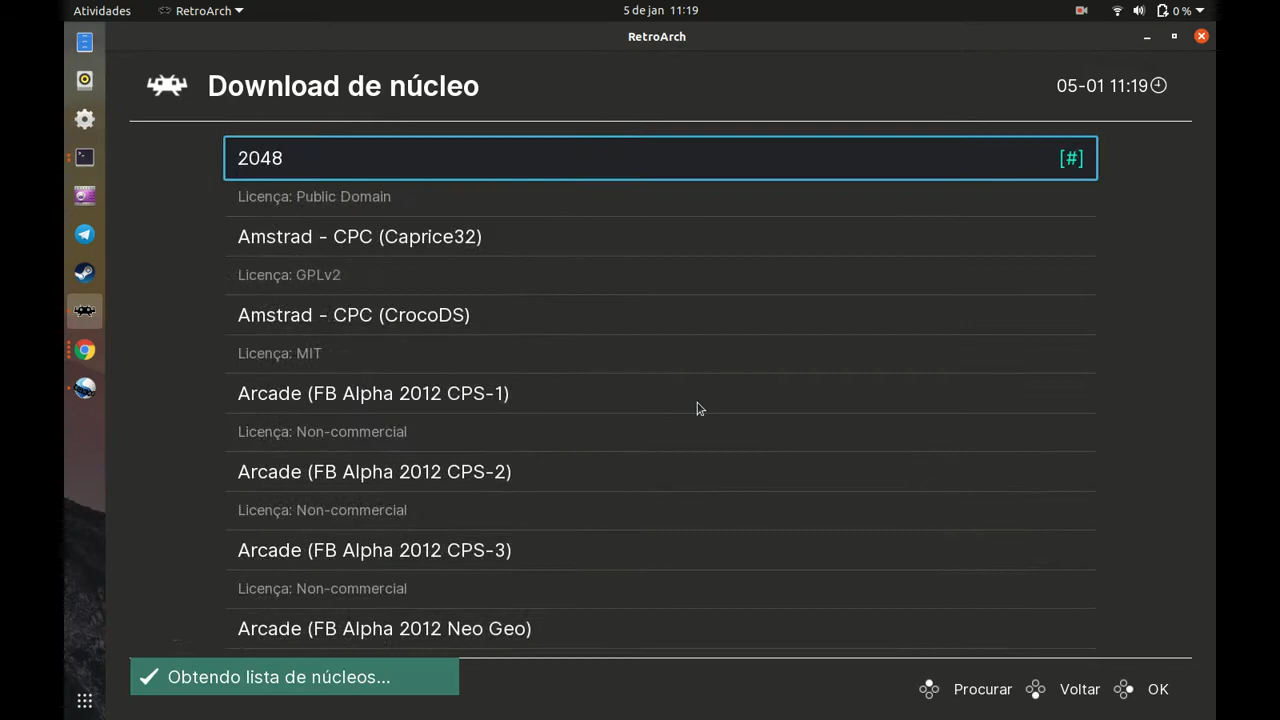 Atividades RetroArch 5 de jan 11:19 0 %
RetroArch
Download de núcleo 05-01 11:19
2048 [#]
Licença: Public Domain
Amstrad - CPC (Caprice32)
Licença: GPLv2
Amstrad - CPC (CrocoDS)
Licença: MIT
Arcade (FB Alpha 2012 CPS-1)
Licença: Non-commercial
Arcade (FB Alpha 2012 CPS-2)
Licença: Non-commercial
Arcade (FB Alpha 2012 CPS-3)
Licença: Non-commercial
Arcade (FB Alpha 2012 Neo Geo)
Obtendo lista de núcleos...
Procurar Voltar OK